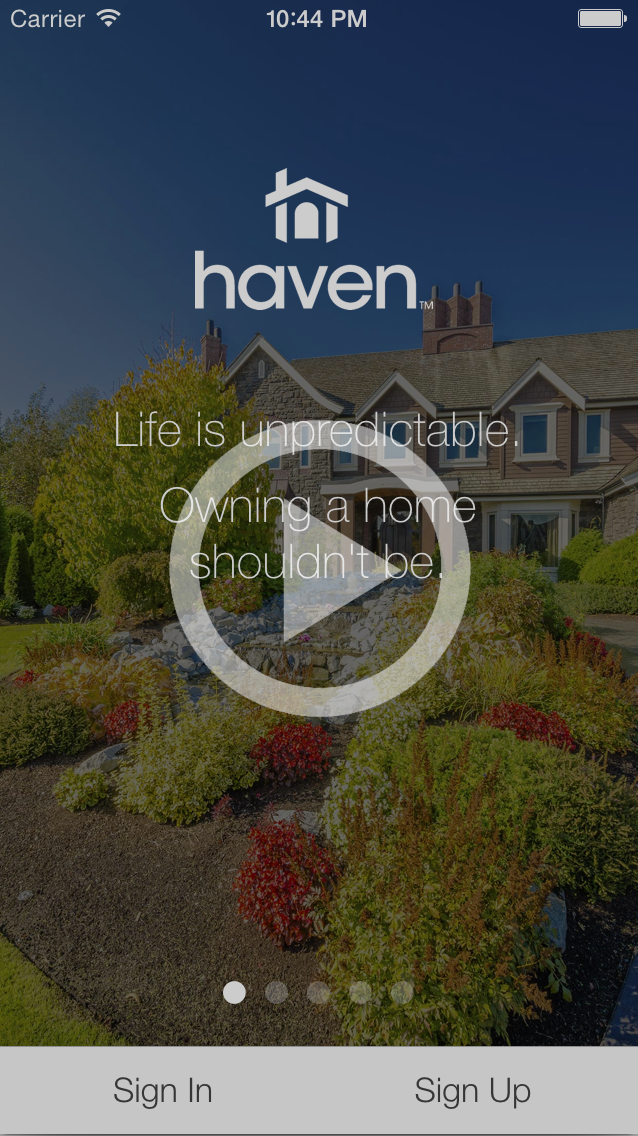 Carrier 10:44 PM
haven™
Life is unpredictable.
Owning a home
shouldn't be.
Sign In Sign Up